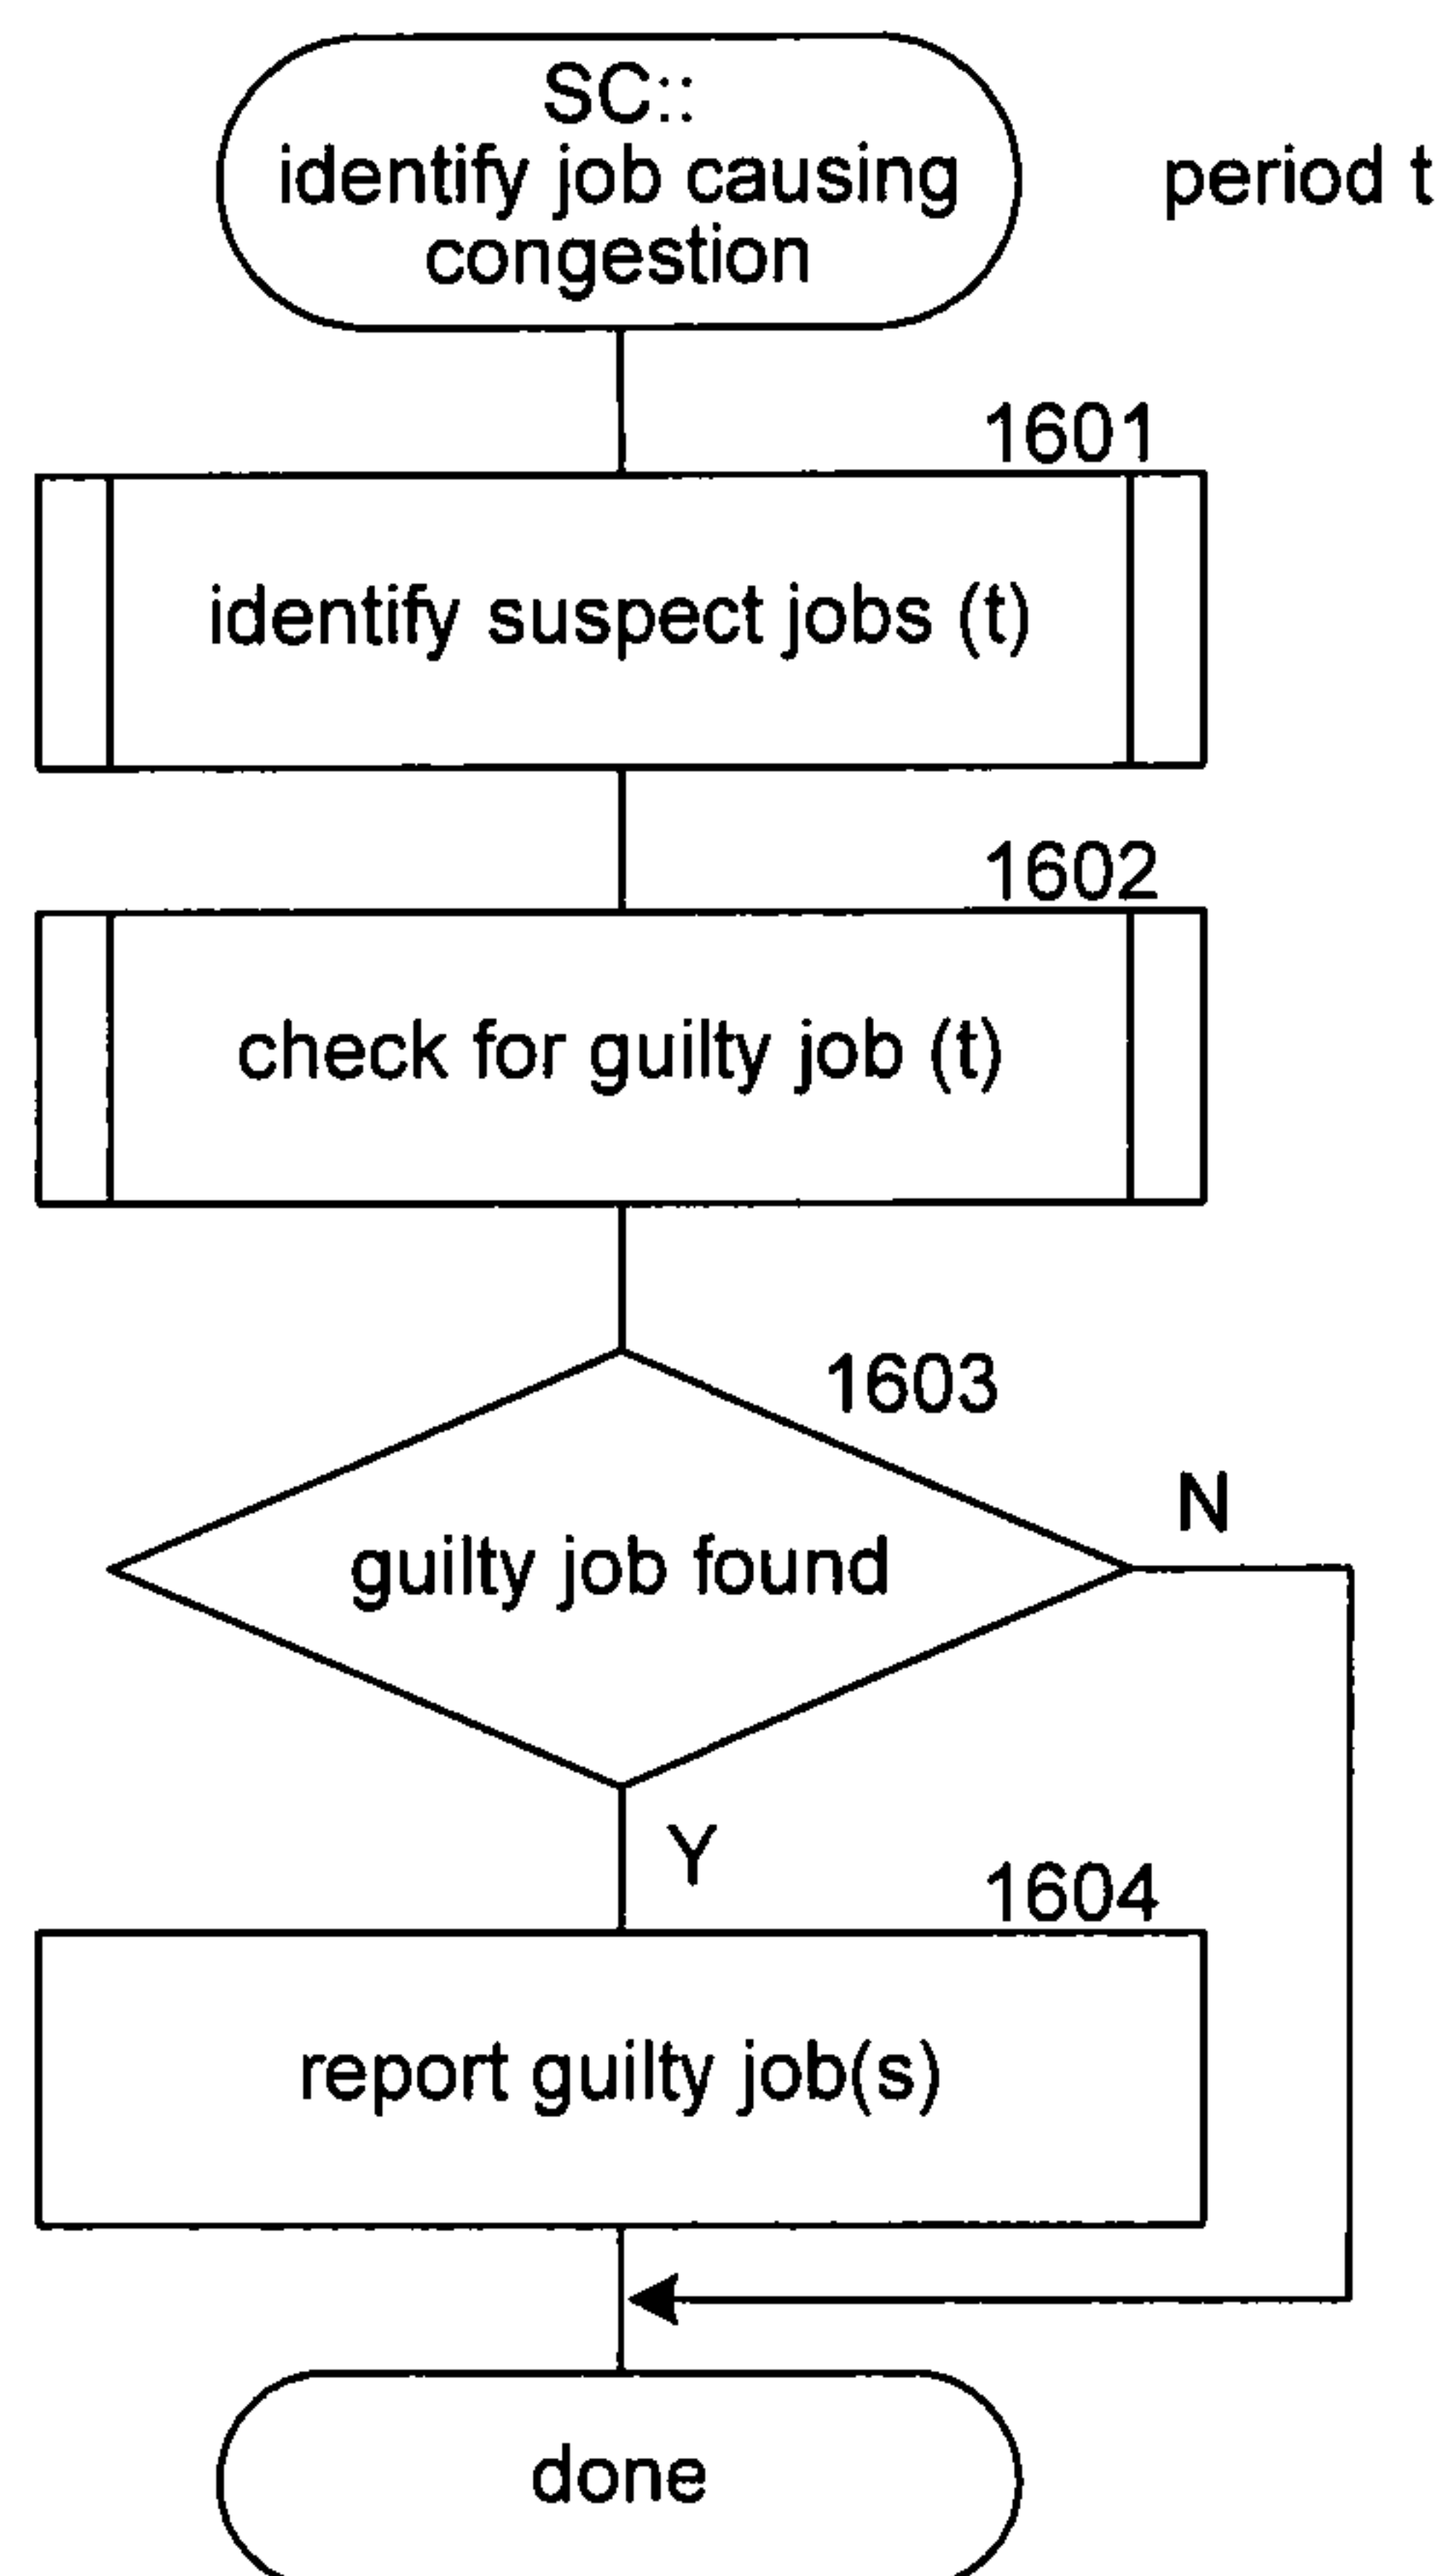 SC::
identify job causing
congestion
period t
1601
identify suspect jobs (t)
1602
check for guilty job (t)
1603
guilty job found
N
Y
1604
report guilty job(s)
done